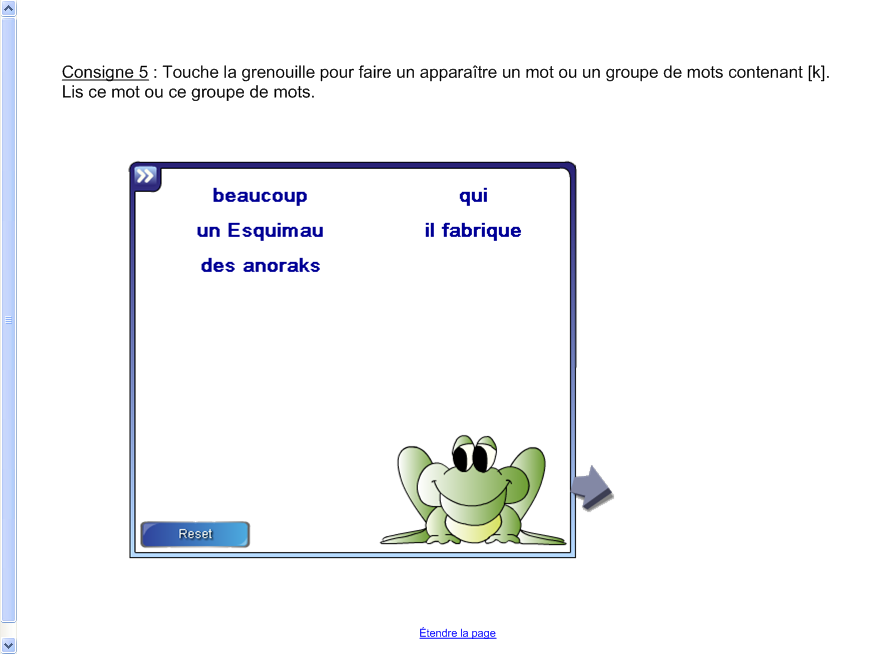 Consigne 5 : Touche la grenouille pour faire un apparaître un mot ou un groupe de mots contenant [k].
Lis ce mot ou ce groupe de mots.
beaucoup qui
un Esquimau il fabrique
des anoraks
Reset
Étendre la page